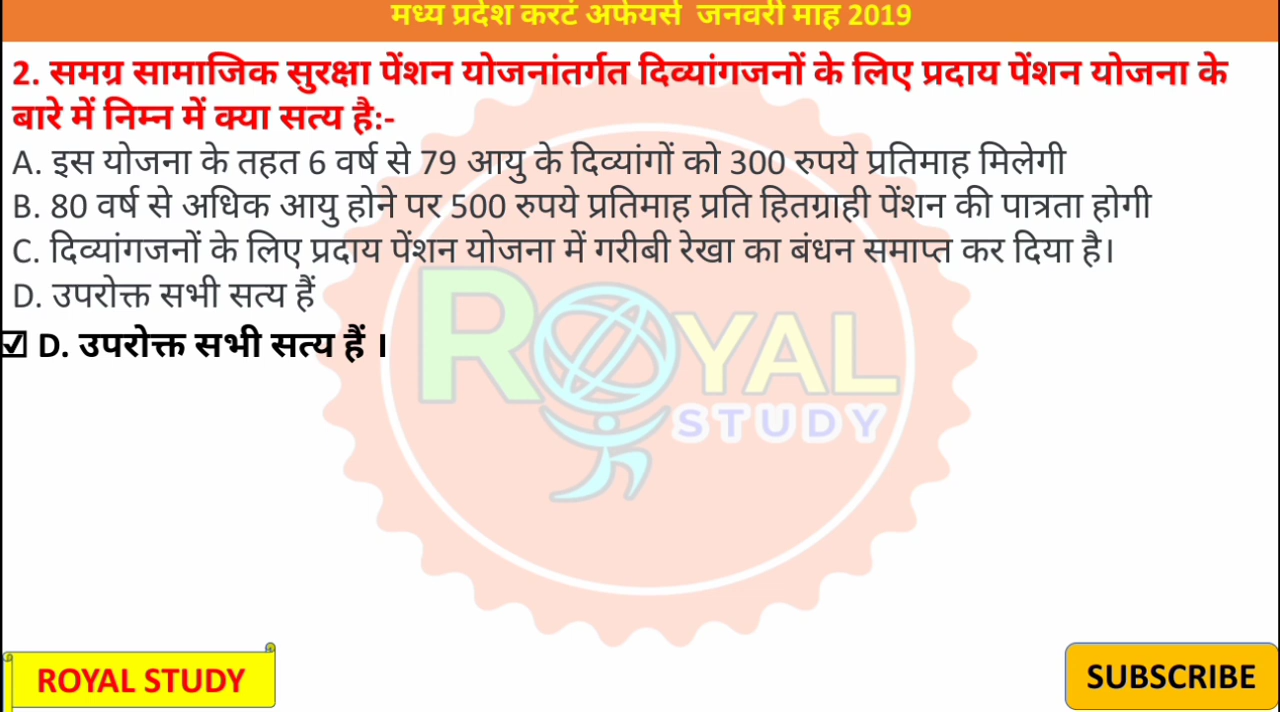 मध्य प्रदेश करटं अफेयर्स जनवरी माह 2019
2. समग्र सामाजिक सुरक्षा पेंशन योजनांतर्गत दिव्यांगजनों के लिए प्रदाय पेंशन योजना के
बारे में निम्न में क्या सत्य है:-
A. इस योजना के तहत 6 वर्ष से 79 आयु के दिव्यांगों को 300 रुपये प्रतिमाह मिलेगी
B. 80 वर्ष से अधिक आयु होने पर 500 रुपये प्रतिमाह प्रति हितग्राही पेंशन की पात्रता होगी
C. दिव्यांगजनों के लिए प्रदाय पेंशन योजना में गरीबी रेखा का बंधन समाप्त कर दिया है।
D. उपरोक्त सभी सत्य हैं
☑ D. उपरोक्त सभी सत्य हैं ।
ROYAL
STUDY
ROYAL STUDY
SUBSCRIBE